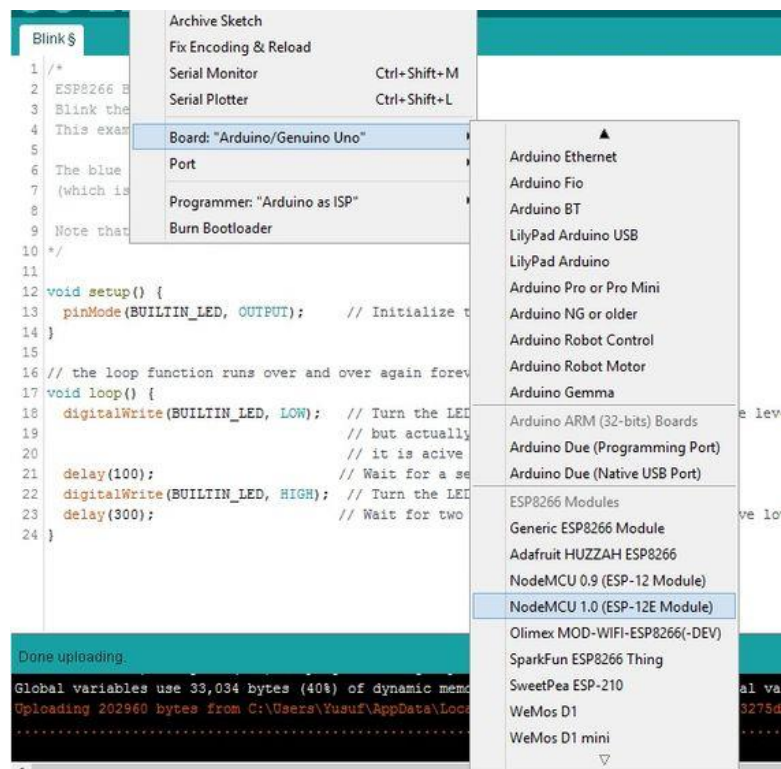 Archive Sketch
Blink §
Fix Encoding & Reload
Serial Monitor Ctrl+Shift+M
Serial Plotter Ctrl+Shift+L
Board: "Arduino/Genuino Uno"
Port
Programmer: "Arduino as ISP"
Burn Bootloader
Arduino Ethernet
Arduino Fio
Arduino BT
LilyPad Arduino USB
LilyPad Arduino
Arduino Pro or Pro Mini
Arduino NG or older
Arduino Robot Control
Arduino Robot Motor
Arduino Gemma
Arduino ARM (32-bits) Boards
Arduino Due (Programming Port)
Arduino Due (Native USB Port)
ESP8266 Modules
Generic ESP8266 Module
Adafruit HUZZAH ESP8266
NodeMCU 0.9 (ESP-12 Module)
NodeMCU 1.0 (ESP-12E Module)
Olimex MOD-WIFI-ESP8266(-DEV)
SparkFun ESP8266 Thing
SweetPea ESP-210
WeMos D1
WeMos D1 mini
1 /*
2 ESP8266 B
3 Blink the
4 This exam
5
6 The blue
7 (which is
8
9 Note that
10 */
11
12 void setup() {
13 pinMode(BUILTIN_LED, OUTPUT); // Initialize t
14 }
15
16 // the loop function runs over and over again forev
17 void loop() {
18 digitalWrite(BUILTIN_LED, LOW); // Turn the LED e lev
19 // but actually
20 // it is acive
21 delay(100); // Wait for a se
22 digitalWrite(BUILTIN_LED, HIGH); // Turn the LED
23 delay(300); // Wait for two ve lo
24 }
Done uploading.
Global variables use 33,034 bytes (40%) of dynamic memo al va
Uploading 202960 bytes from C:\Users\Yusuf\AppData\Loca 3275d